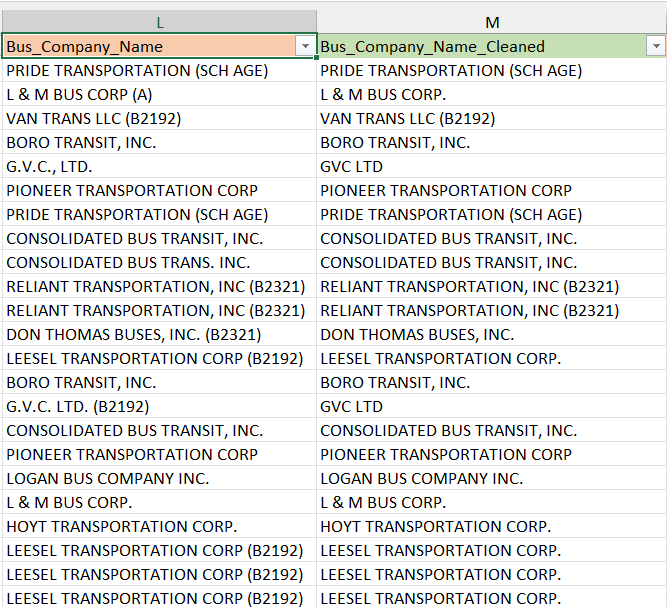 L M
Bus_Company_Name Bus_Company_Name_Cleaned
PRIDE TRANSPORTATION (SCH AGE) PRIDE TRANSPORTATION (SCH AGE)
L & M BUS CORP (A) L & M BUS CORP.
VAN TRANS LLC (B2192) VAN TRANS LLC (B2192)
BORO TRANSIT, INC. BORO TRANSIT, INC.
G.V.C., LTD. GVC LTD
PIONEER TRANSPORTATION CORP PIONEER TRANSPORTATION CORP
PRIDE TRANSPORTATION (SCH AGE) PRIDE TRANSPORTATION (SCH AGE)
CONSOLIDATED BUS TRANSIT, INC. CONSOLIDATED BUS TRANSIT, INC.
CONSOLIDATED BUS TRANS. INC. CONSOLIDATED BUS TRANSIT, INC.
RELIANT TRANSPORTATION, INC (B2321) RELIANT TRANSPORTATION, INC (B2321)
RELIANT TRANSPORTATION, INC (B2321) RELIANT TRANSPORTATION, INC (B2321)
DON THOMAS BUSES, INC. (B2321) DON THOMAS BUSES, INC.
LEESEL TRANSPORTATION CORP (B2192) LEESEL TRANSPORTATION CORP.
BORO TRANSIT, INC. BORO TRANSIT, INC.
G.V.C. LTD. (B2192) GVC LTD
CONSOLIDATED BUS TRANSIT, INC. CONSOLIDATED BUS TRANSIT, INC.
PIONEER TRANSPORTATION CORP PIONEER TRANSPORTATION CORP
LOGAN BUS COMPANY INC. LOGAN BUS COMPANY INC.
L & M BUS CORP. L & M BUS CORP.
HOYT TRANSPORTATION CORP. HOYT TRANSPORTATION CORP.
LEESEL TRANSPORTATION CORP (B2192) LEESEL TRANSPORTATION CORP.
LEESEL TRANSPORTATION CORP (B2192) LEESEL TRANSPORTATION CORP.
LEESEL TRANSPORTATION CORP (B2192) LEESEL TRANSPORTATION CORP.